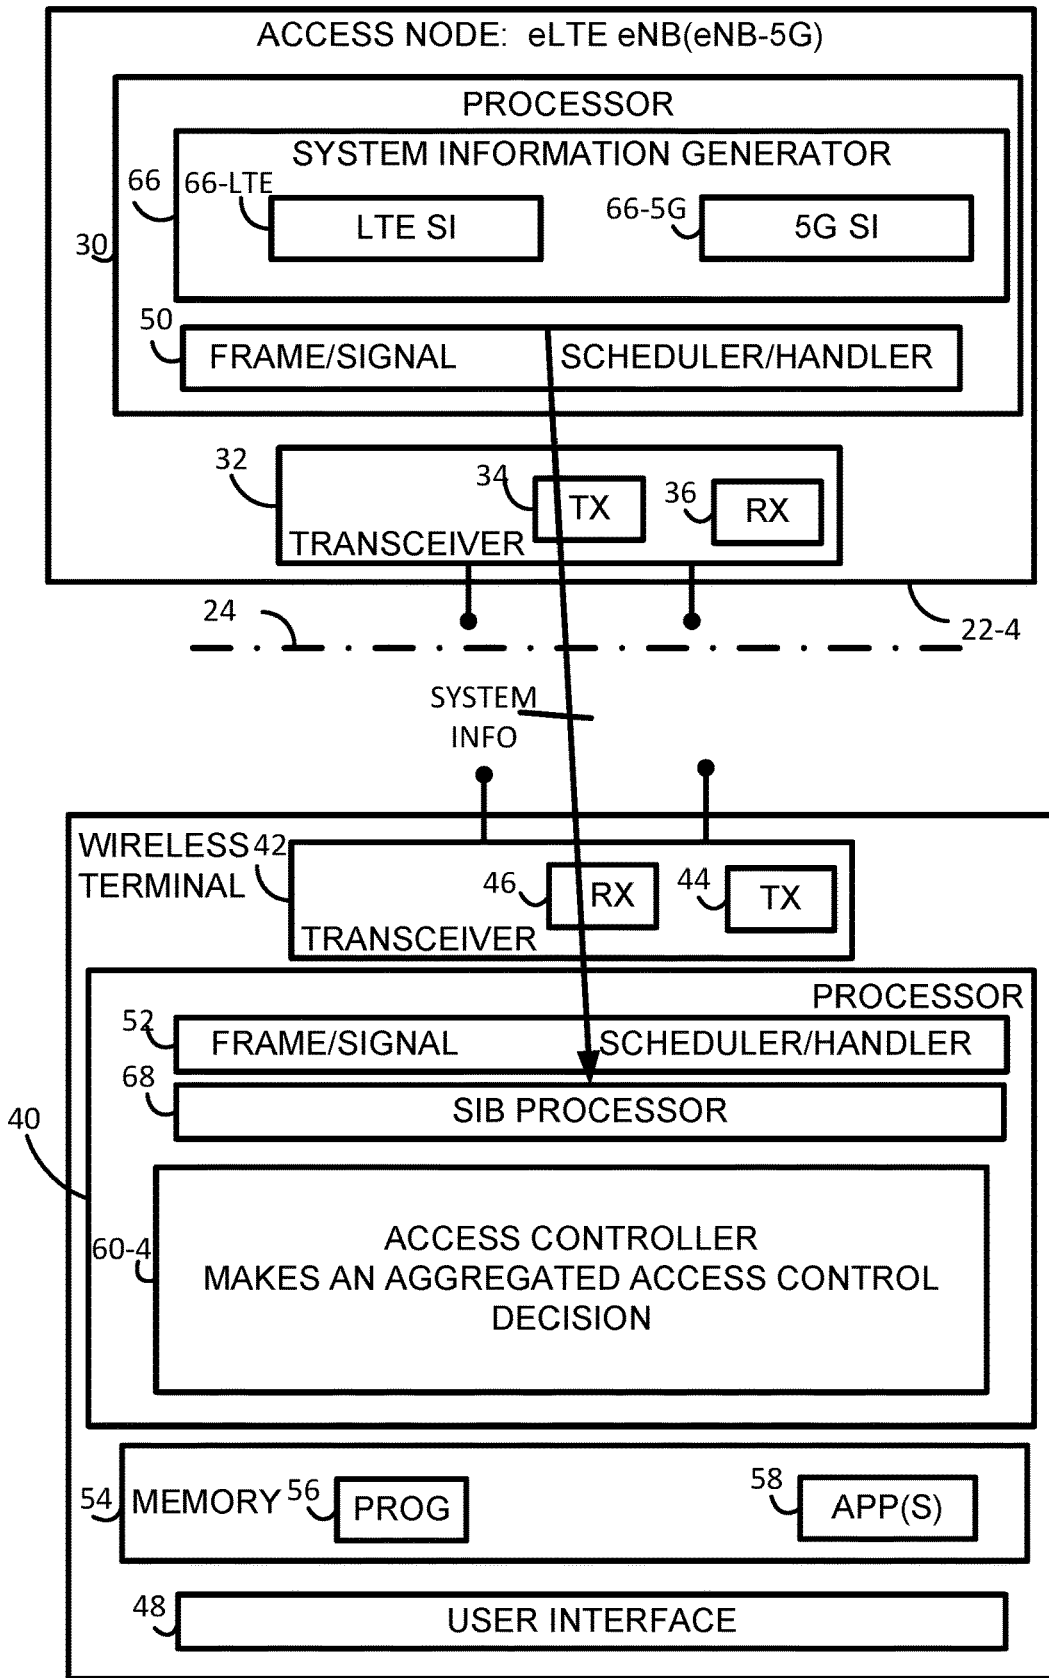 ACCESS NODE: eLTE eNB(eNB-5G)
PROCESSOR
SYSTEM INFORMATION GENERATOR
66
66-LTE
LTE SI
66-5G
5G SI
30
50
FRAME/SIGNAL SCHEDULER/HANDLER
32
34
TX
36
RX
TRANSCEIVER
24
22-4
SYSTEM
INFO
WIRELESS
TERMINAL
42
46
RX
44
TX
TRANSCEIVER
PROCESSOR
52
FRAME/SIGNAL SCHEDULER/HANDLER
68
SIB PROCESSOR
40
60-4
ACCESS CONTROLLER
MAKES AN AGGREGATED ACCESS CONTROL
DECISION
54
MEMORY
56
PROG
58
APP(S)
48
USER INTERFACE